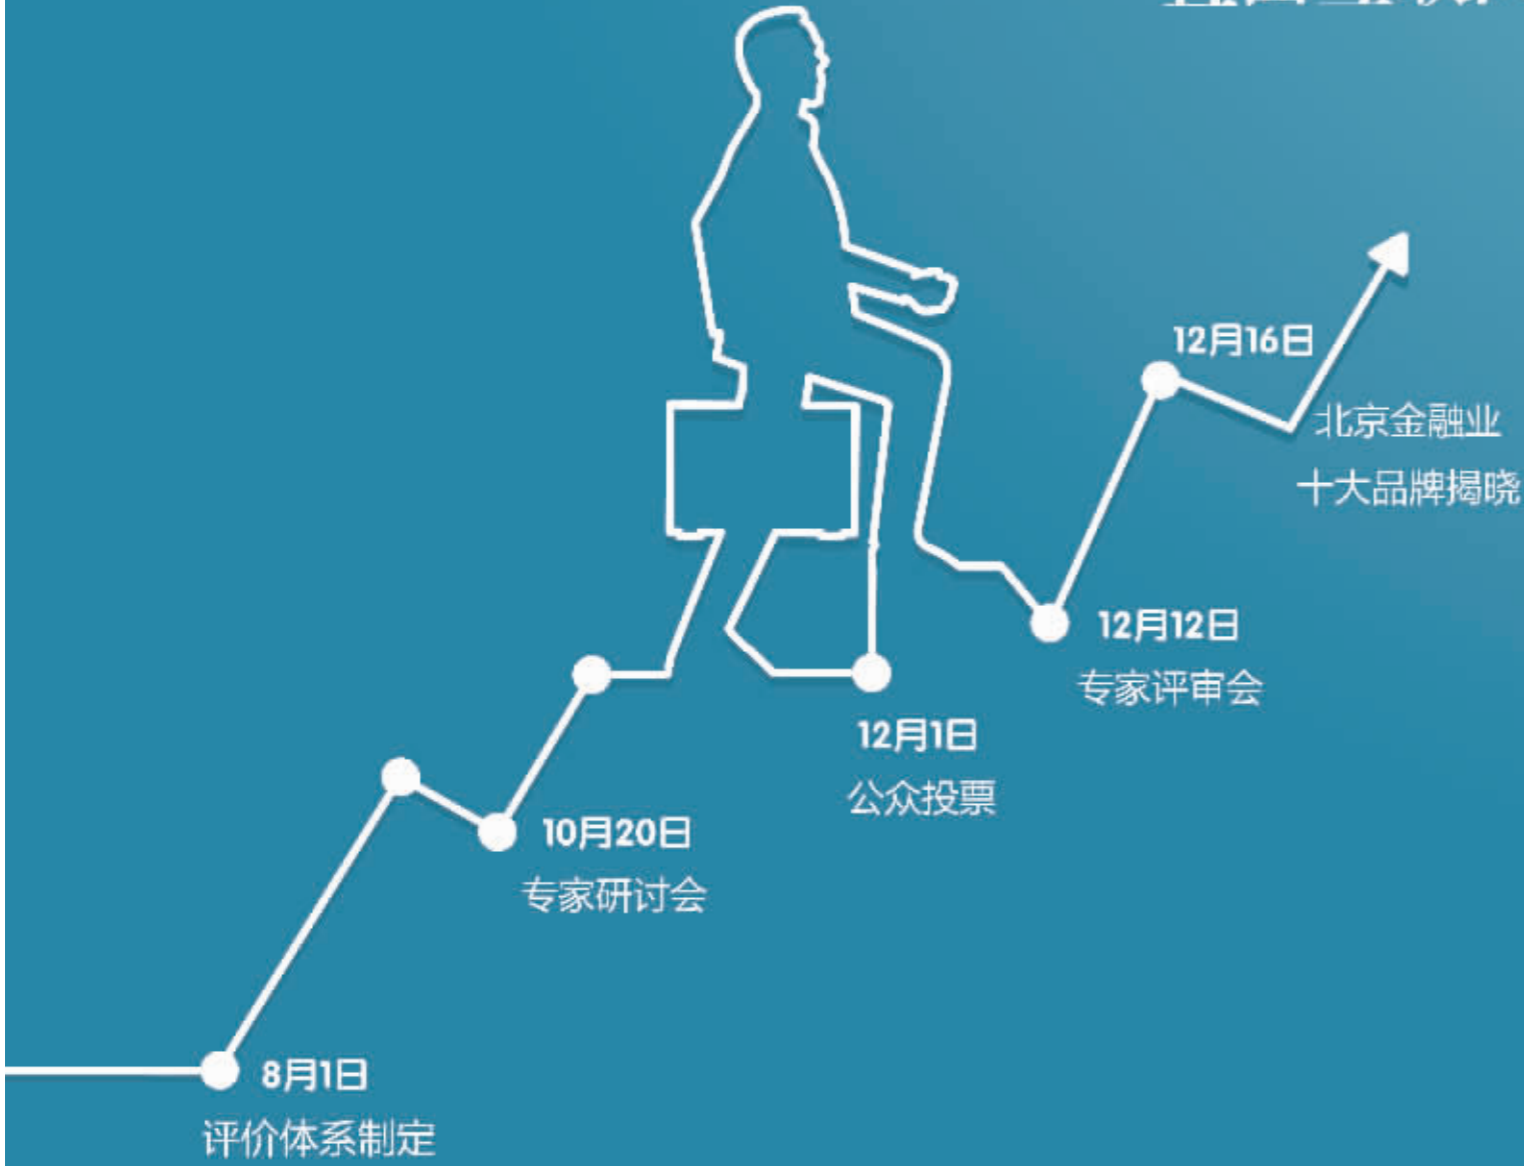 12月16日
北京金融业
十大品牌揭晓
12月12日
专家评审会
12月1日
公众投票
10月20日
专家研讨会
8月1日
评价体系制定